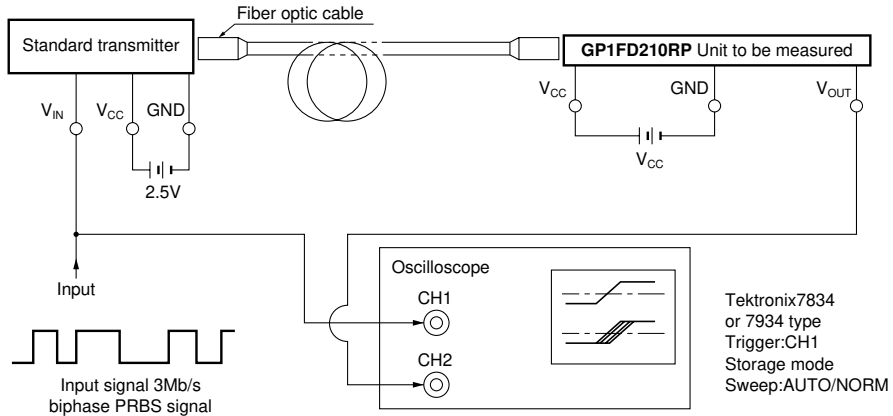 Fiber optic cable
Standard transmitter
GP1FD210RP Unit to be measured
VIN
VCC
GND
2.5V
VCC
GND
VOUT
VCC
Input
Oscilloscope
CH1
CH2
Tektronix7834
or 7934 type
Trigger:CH1
Storage mode
Sweep:AUTO/NORM
Input signal 3Mb/s
biphase PRBS signal